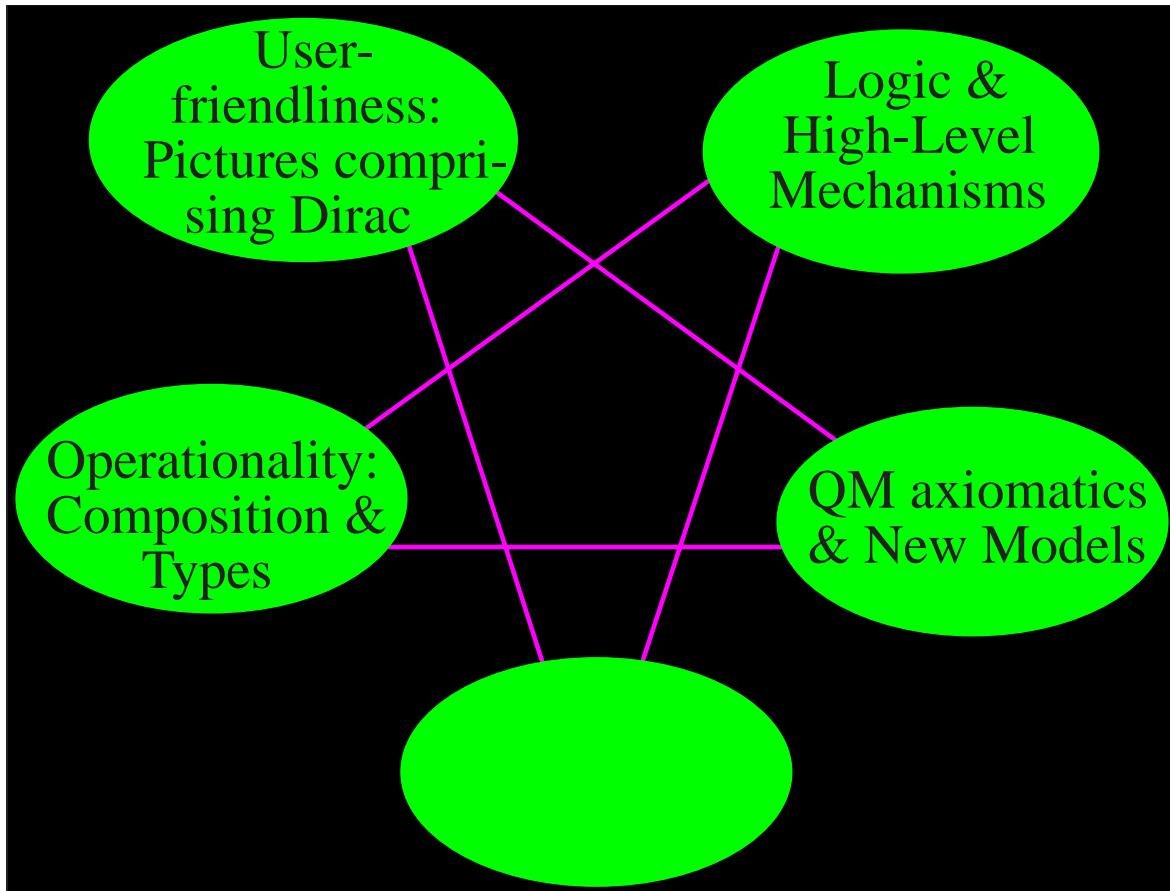 User-
friendliness:
Pictures compri-
sing Dirac
Logic &
High-Level
Mechanisms
Operationality:
Composition &
Types
QM axiomatics
& New Models